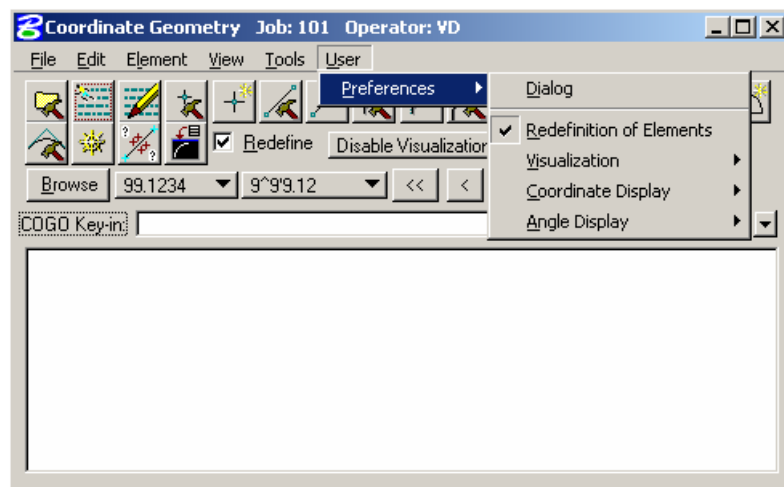 Coordinate Geometry Job: 101 Operator: VD
File Edit Element View Tools User
Preferences
Dialog
Redefinition of Elements
Visualization
Coordinate Display
Angle Display
Redefine Disable Visualization
Browse 99.1234 9^9'9.12 << <
COGO Key-in: